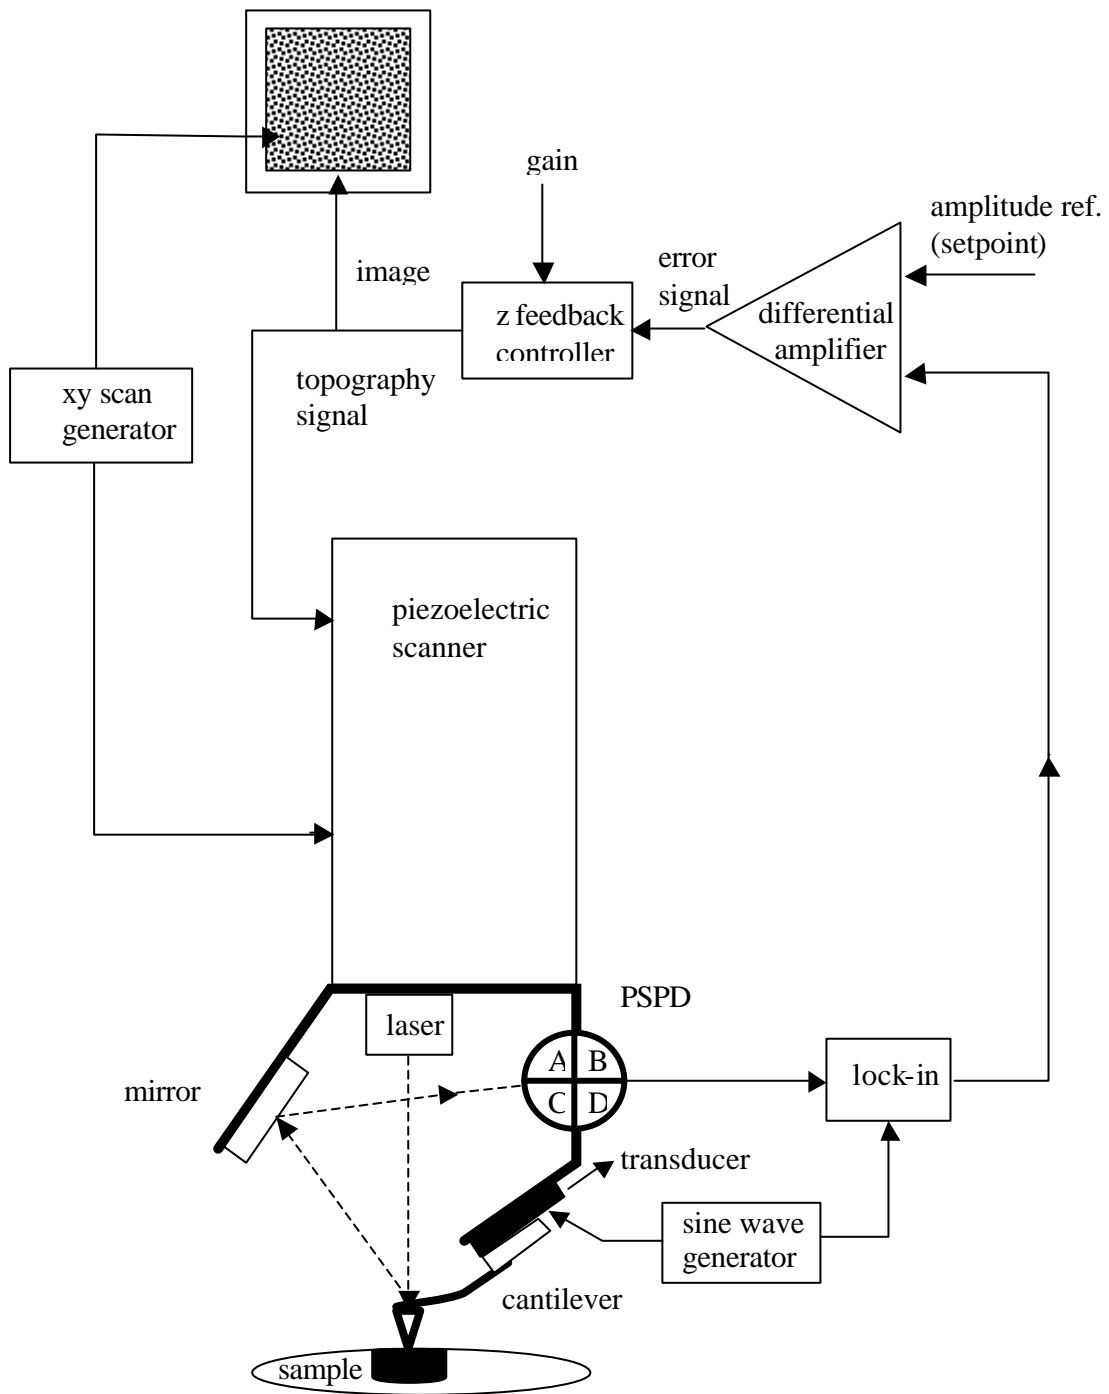 gain
amplitude ref.
(setpoint)
error
signal
image
z feedback
controller
differential
amplifier
topography
signal
xy scan
generator
piezoelectric
scanner
PSPD
laser
A B
C D
lock-in
mirror
transducer
sine wave
generator
cantilever
sample